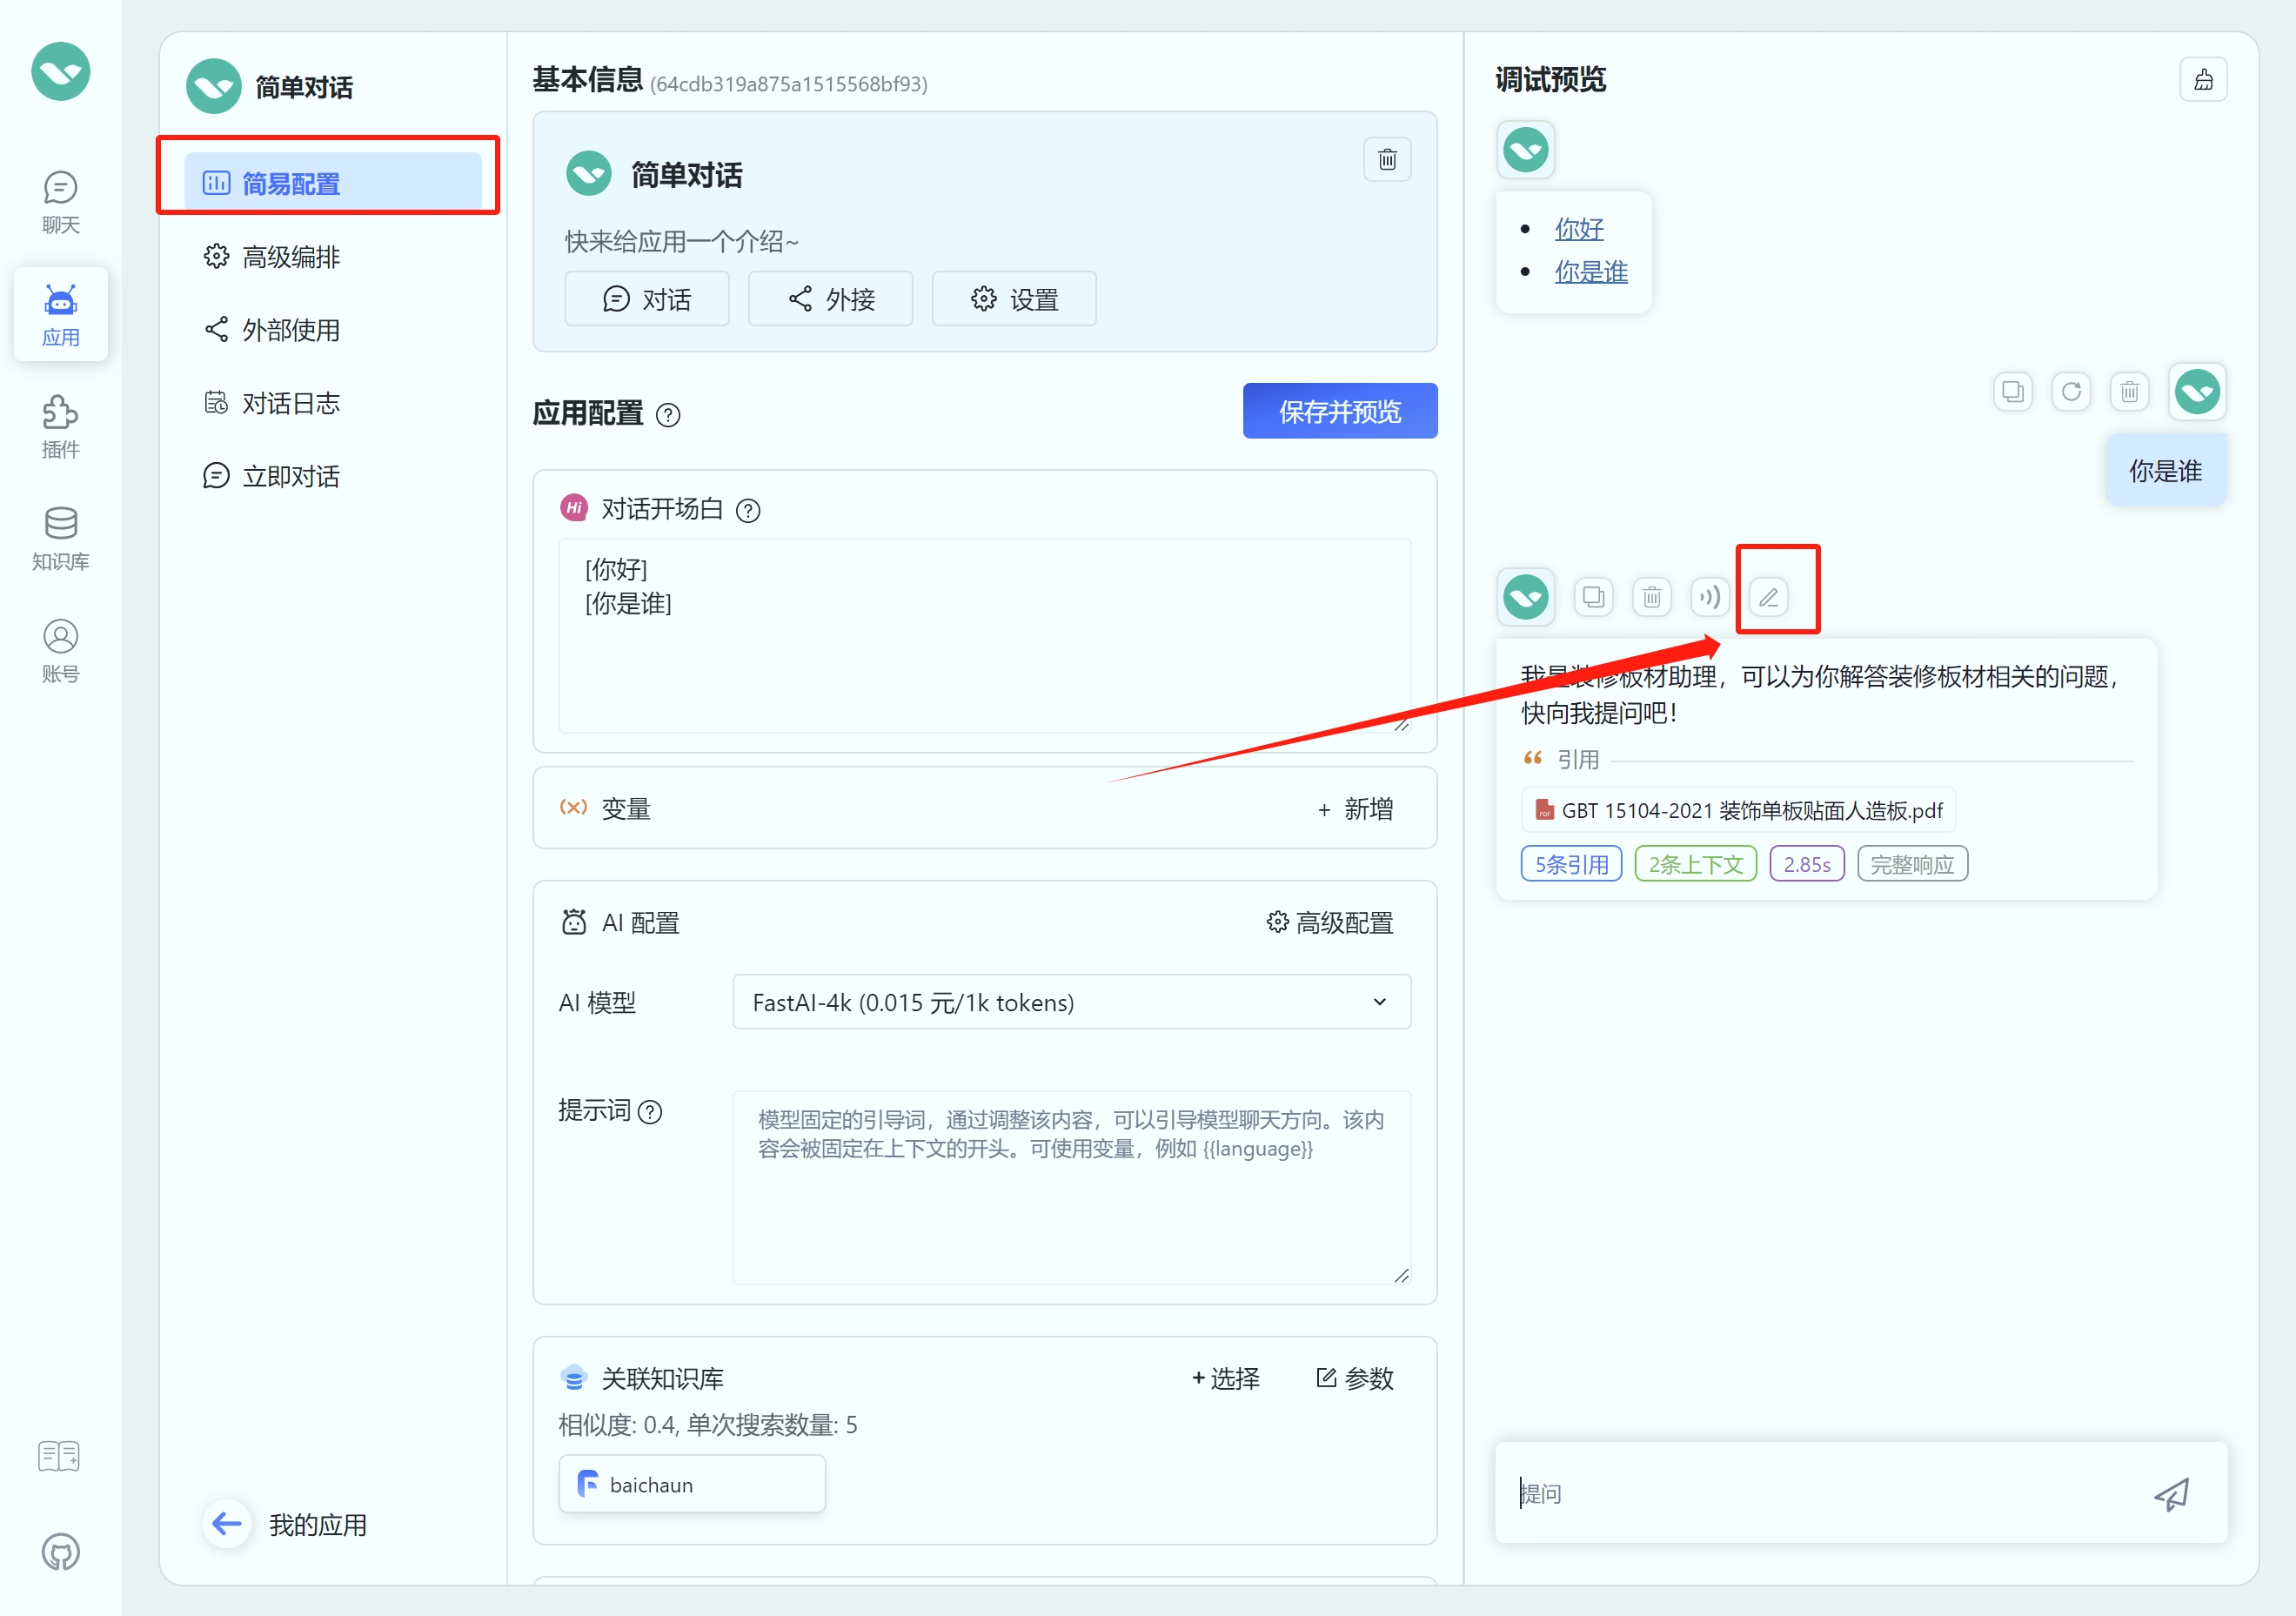 聊天
应用
插件
知识库
账号
简单对话
简易配置
高级编排
外部使用
对话日志
立即对话
我的应用
基本信息 (64cdb319a875a1515568bf93)
简单对话
快来给应用一个介绍~
对话
外接
设置
应用配置
保存并预览
Hi 对话开场白
[你好]
[你是谁]
变量
+ 新增
AI 配置
高级配置
AI 模型
FastAI-4k (0.015 元/1k tokens)
提示词
模型固定的引导词，通过调整该内容，可以引导模型聊天方向。该内
容会被固定在上下文的开头。可使用变量，例如 {{language}}
关联知识库
+选择
参数
相似度: 0.4, 单次搜索数量: 5
baichaun
调试预览
你好
你是谁
你是谁
我是装修板材助理，可以为你解答装修板材相关的问题，
快向我提问吧！
引用
GBT 15104-2021 装饰单板贴面人造板.pdf
5条引用
2条上下文
2.85s
完整响应
提问